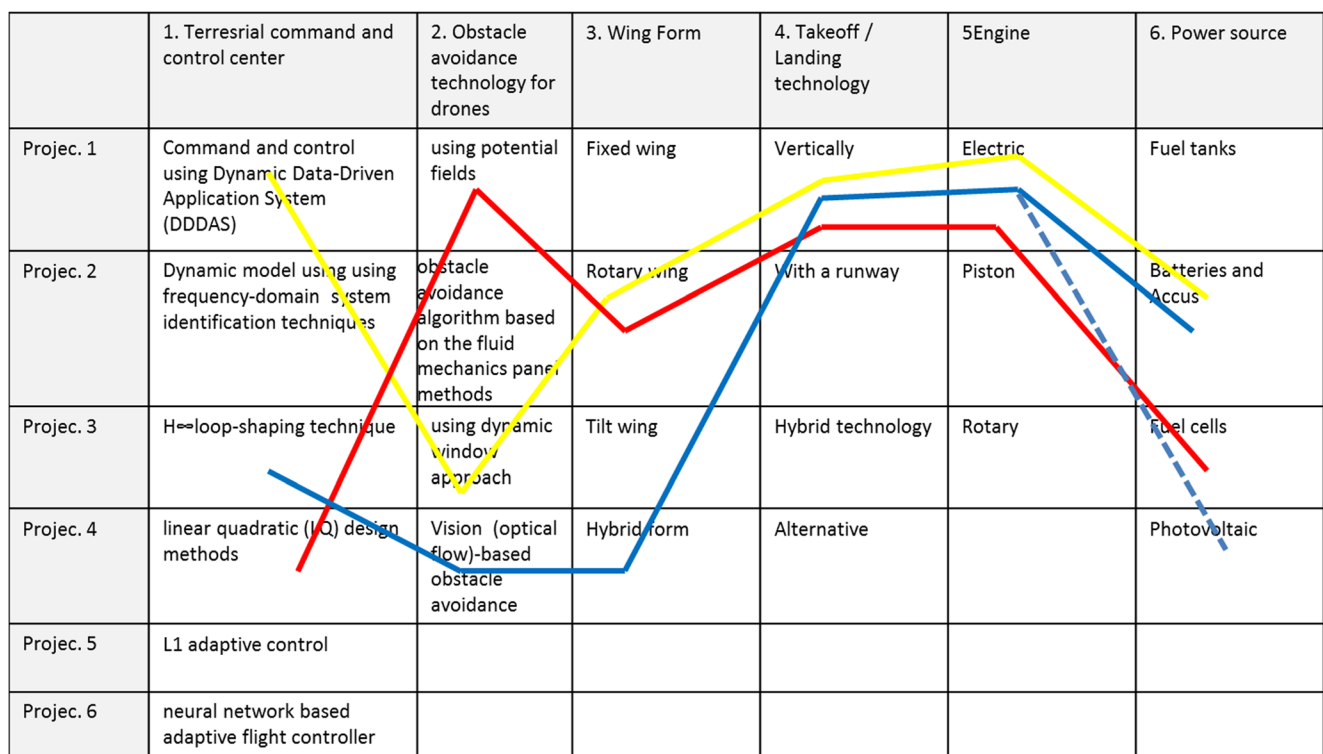 1. Terresrial command and
control center
2. Obstacle
avoidance
technology for
drones
3. Wing Form
4. Takeoff /
Landing
technology
5Engine
6. Power source
Projec. 1
Command and control
using Dynamic Data-Driven
Application System
(DDDAS)
using potential
fields
Fixed wing
Vertically
Electric
Fuel tanks
Projec. 2
Dynamic model using using
frequency-domain system
identification techniques
obstacle
avoidance
algorithm based
on the fluid
mechanics panel
methods
Rotary wing
With a runway
Piston
Batteries and
Accus
Projec. 3
H∞loop-shaping technique
using dynamic
window
approach
Tilt wing
Hybrid technology
Rotary
Fuel cells
Projec. 4
linear quadratic (LQ) design
methods
Vision (optical
flow)-based
obstacle
avoidance
Hybrid form
Alternative
Photovoltaic
Projec. 5
L1 adaptive control
Projec. 6
neural network based
adaptive flight controller